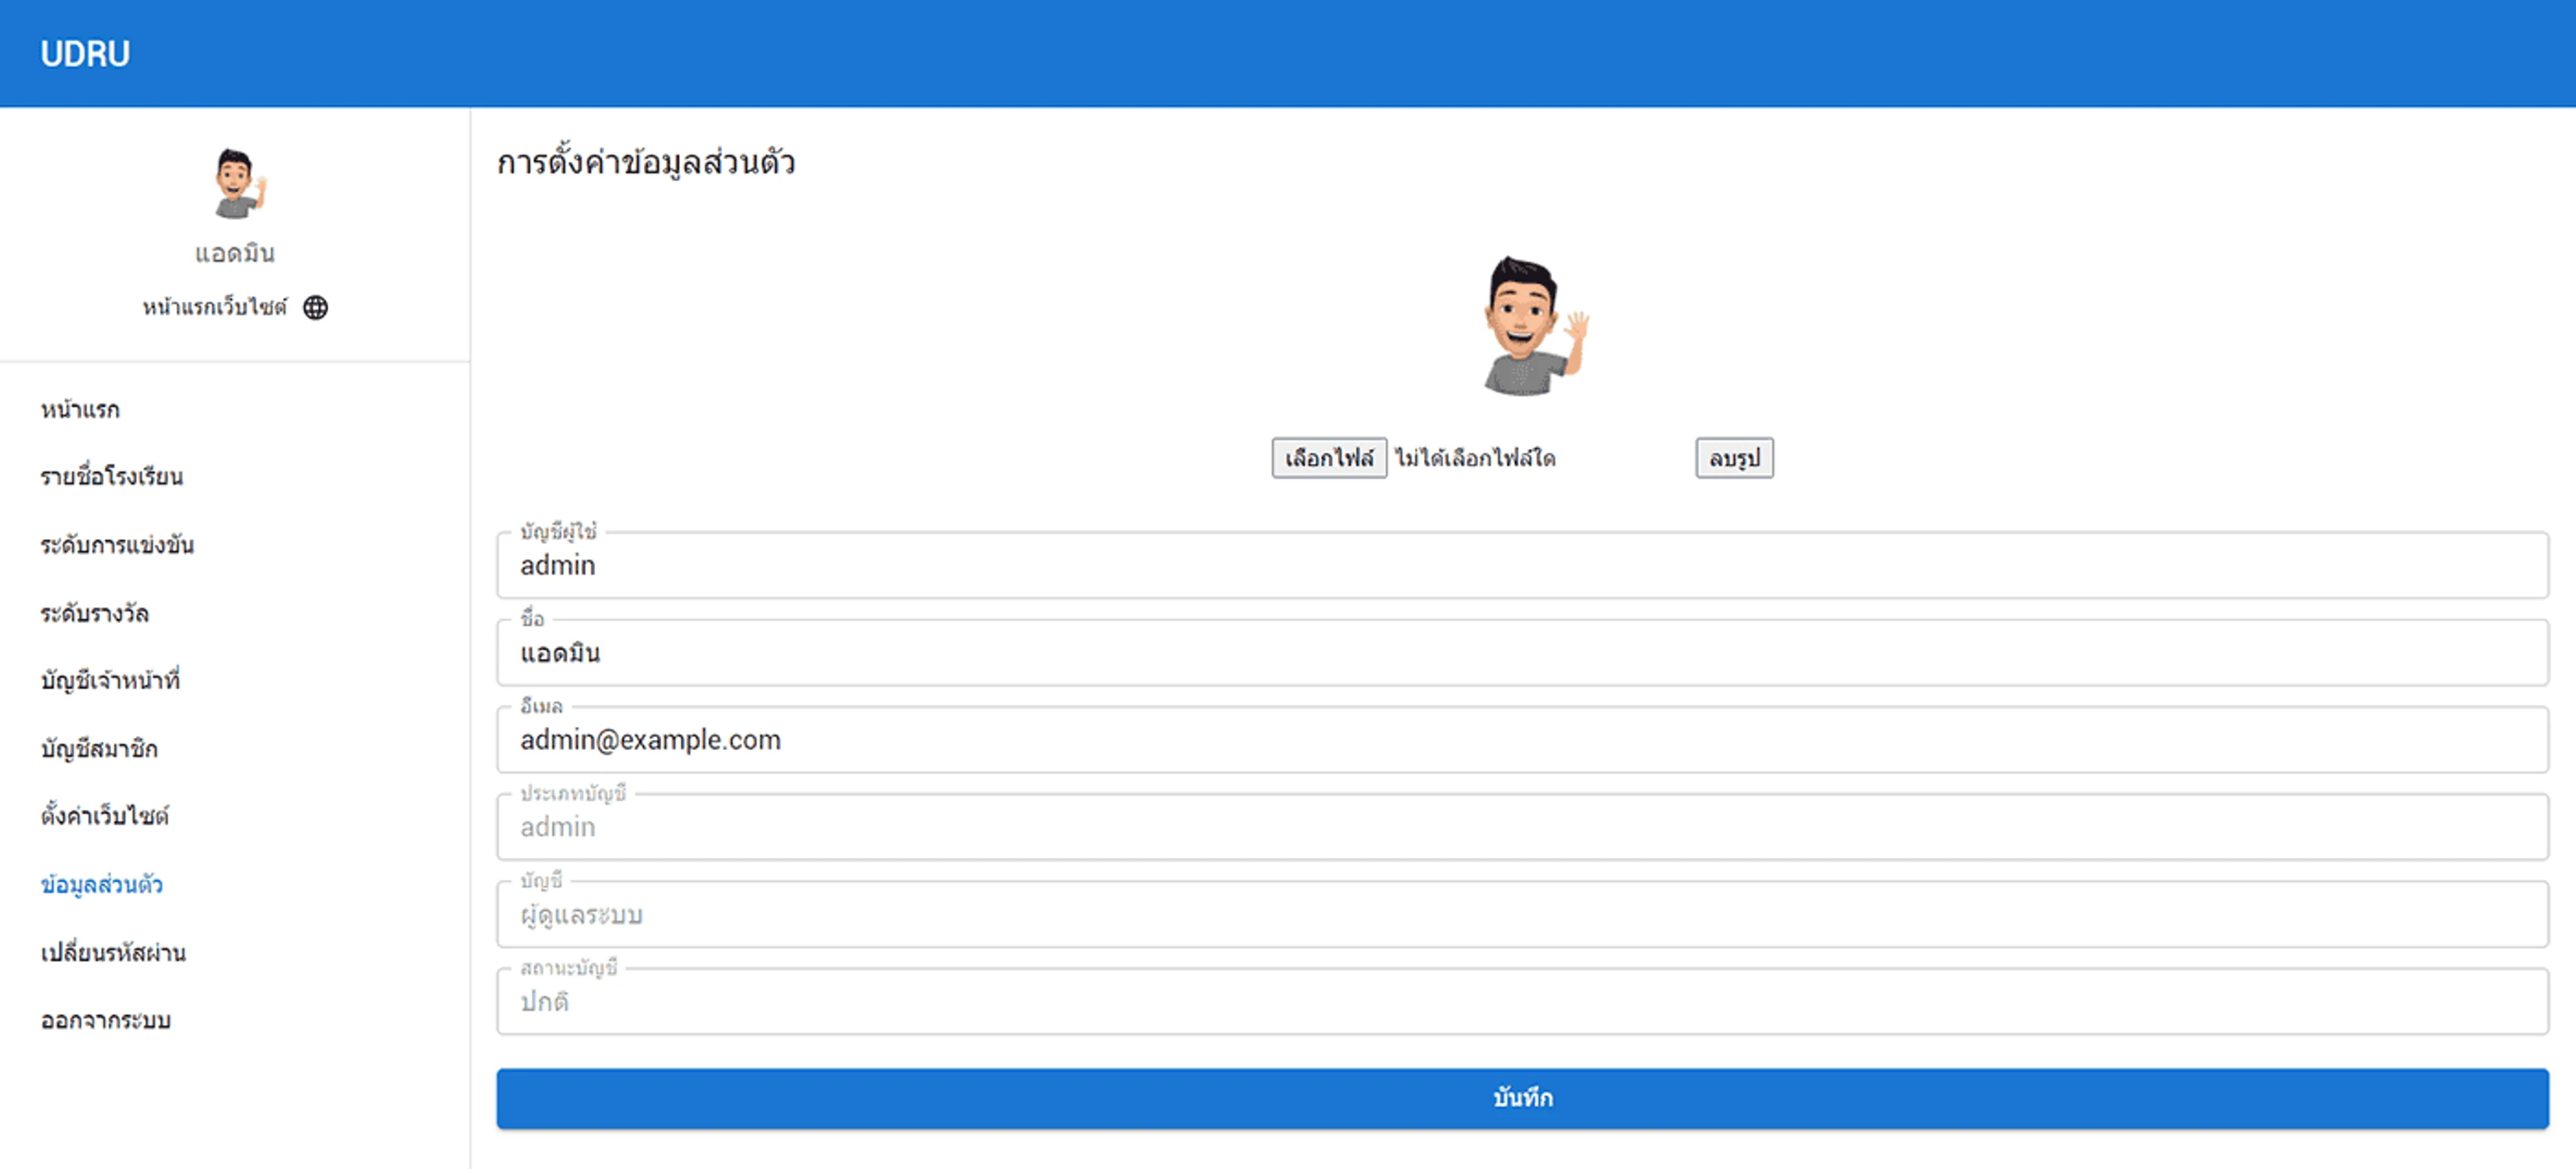 UDRU
แอดมิน
หน้าแรกเว็บไซต์
หน้าแรก
รายชื่อโรงเรียน
ระดับการแข่งขัน
ระดับรางวัล
บัญชีเจ้าหน้าที่
บัญชีสมาชิก
ตั้งค่าเว็บไซต์
ข้อมูลส่วนตัว
เปลี่ยนรหัสผ่าน
ออกจากระบบ
การตั้งค่าข้อมูลส่วนตัว
เลือกไฟล์ ไม่ได้เลือกไฟล์ใด ลบรูป
บัญชีผู้ใช้
admin
ชื่อ
แอดมิน
อีเมล
admin@example.com
ประเภทบัญชี
admin
บัญชี
ผู้ดูแลระบบ
สถานะบัญชี
ปกติ
บันทึก